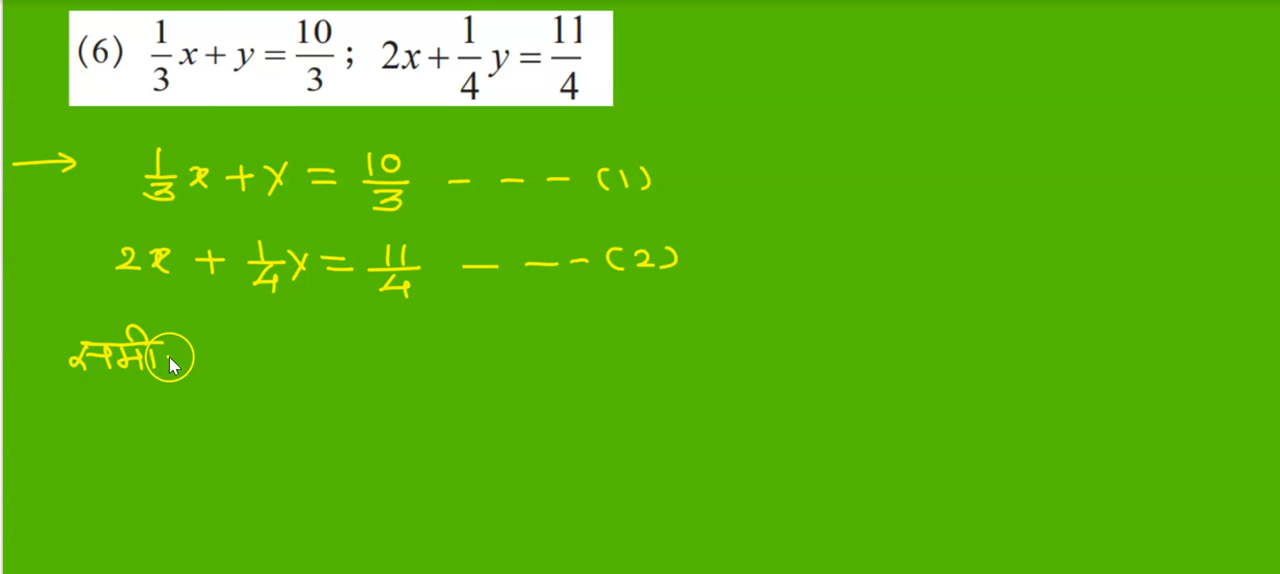 (6) 1/3 x + y = 10/3 ; 2x + 1/4 y = 11/4
→ 1/3 x + y = 10/3 - - - (1)
2x + 1/4 y = 11/4 - - - (2)
समी.